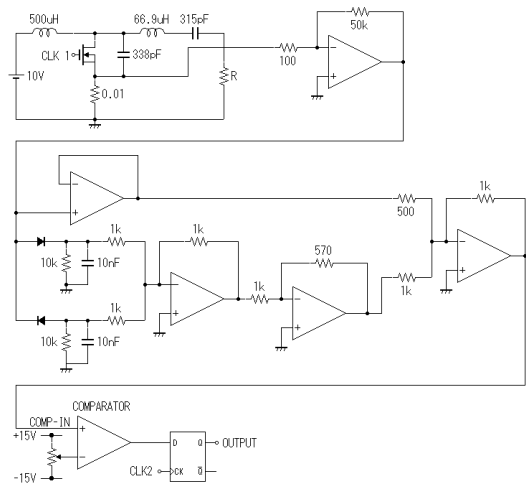 500uH
66.9uH
315pF
50k
CLK 1
338pF
100
10V
R
0.01
1k
500
1k
1k
10k
10nF
570
1k
1k
1k
10k
10nF
COMPARATOR
COMP-IN
+15V
D
Q
OUTPUT
CLK2
CK
Q̅
-15V